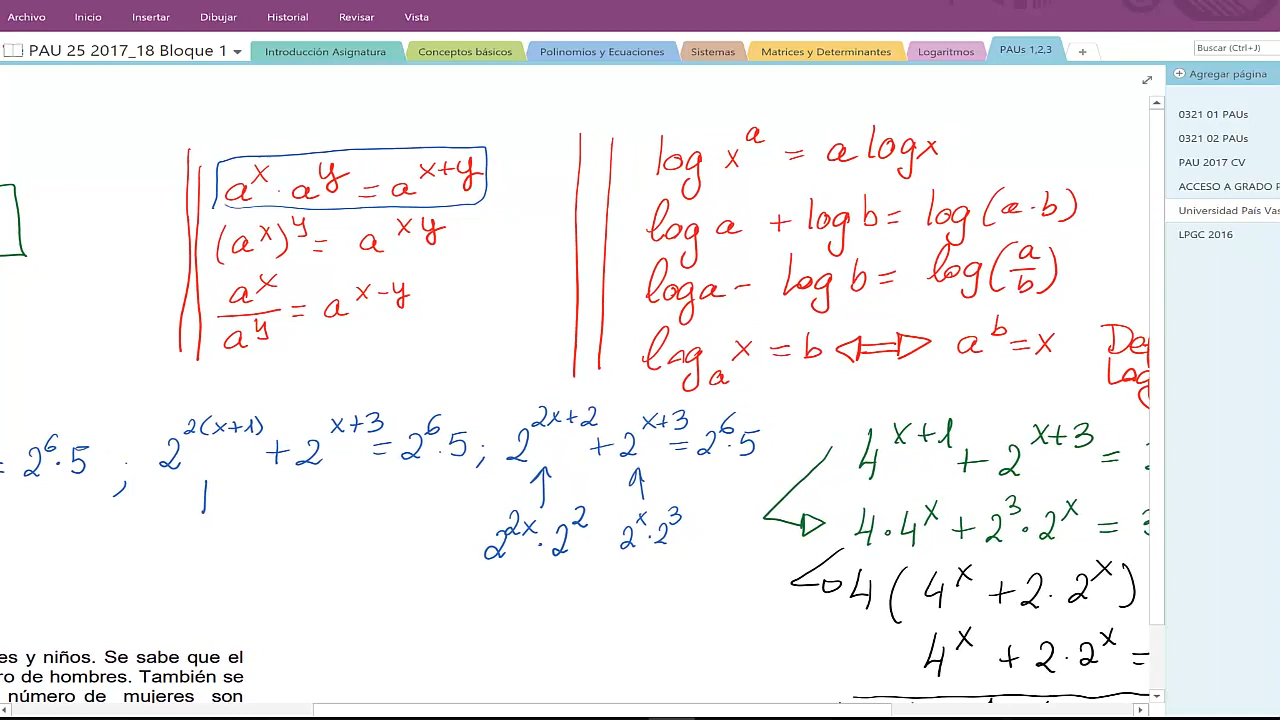 Archivo Inicio Insertar Dibujar Historial Revisar Vista
PAU 25 2017_18 Bloque 1 Introducción Asignatura Conceptos básicos Polinomios y Ecuaciones Sistemas Matrices y Determinantes Logaritmos PAUs 1,2,3 + Buscar (Ctrl+J)
Agregar página
0321 01 PAUs
0321 02 PAUs
PAU 2017 CV
ACCESO A GRADO P
Universidad País Vas
LPGC 2016
a^x · a^y = a^(x+y)
(a^x)^y = a^(xy)
a^x / a^y = a^(x-y)
log x^a = a log x
log a + log b = log(a·b)
log a - log b = log(a/b)
log_a x = b ⟺ a^b = x
= 2^6·5 ; 2^(2(x+1)) + 2^(x+3) = 2^6·5 ; 2^(2x+2) + 2^(x+3) = 2^6·5
2^(2x)·2^2 2^x·2^3
4^(x+1) + 2^(x+3) =
4·4^x + 2^3·2^x =
4(4^x + 2·2^x)
4^x + 2·2^x =
es y niños. Se sabe que el
ro de hombres. También se
número de mujeres son